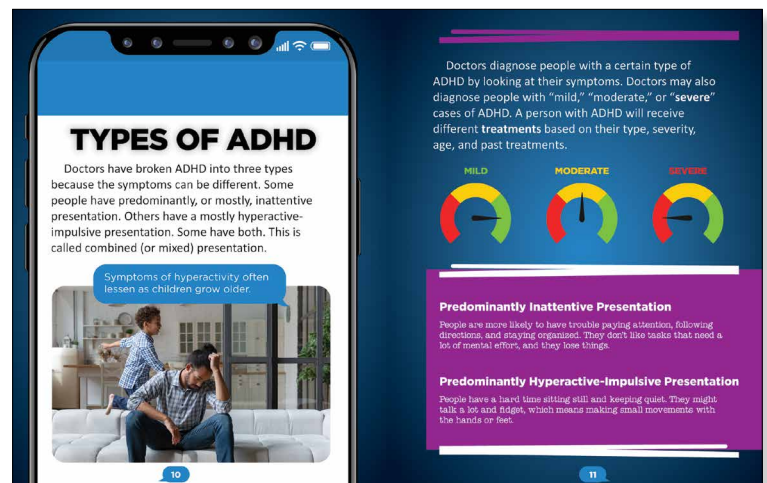 TYPES OF ADHD
Doctors have broken ADHD into three types
because the symptoms can be different. Some
people have predominantly, or mostly, inattentive
presentation. Others have a mostly hyperactive-
impulsive presentation. Some have both. This is
called combined (or mixed) presentation.
Symptoms of hyperactivity often
lessen as children grow older.
10
Doctors diagnose people with a certain type of
ADHD by looking at their symptoms. Doctors may also
diagnose people with “mild,” “moderate,” or “severe”
cases of ADHD. A person with ADHD will receive
different treatments based on their type, severity,
age, and past treatments.
MILD
MODERATE
SEVERE
Predominantly Inattentive Presentation
People are more likely to have trouble paying attention, following
directions, and staying organized. They don't like tasks that need a
lot of mental effort, and they lose things.
Predominantly Hyperactive-Impulsive Presentation
People have a hard time sitting still and keeping quiet. They might
talk a lot and fidget, which means making small movements with
the hands or feet.
11